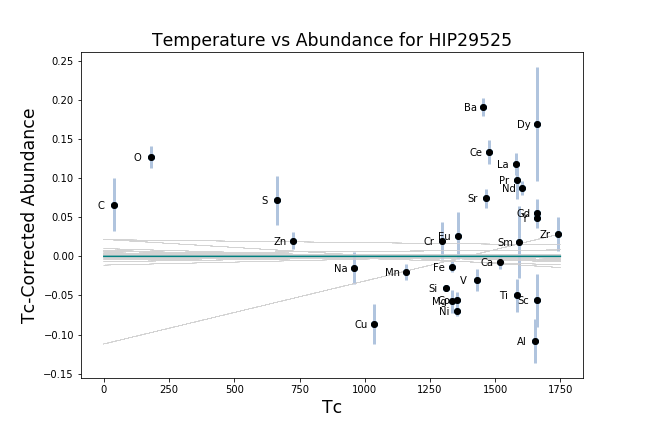 Temperature vs Abundance for HIP29525
Tc-Corrected Abundance
0.25
0.20
0.15
0.10
0.05
0.00
−0.05
−0.10
−0.15
Ba
Dy
O
Ce
La
Pr
Nd
C
S
Sr
Gd
Y
Zn
Cr
Eu
Sm
Zr
Na
Mn
Fe
Ca
V
Si
Mg
Co
Ni
Ti
Sc
Cu
Al
0
250
500
750
1000
1250
1500
1750
Tc